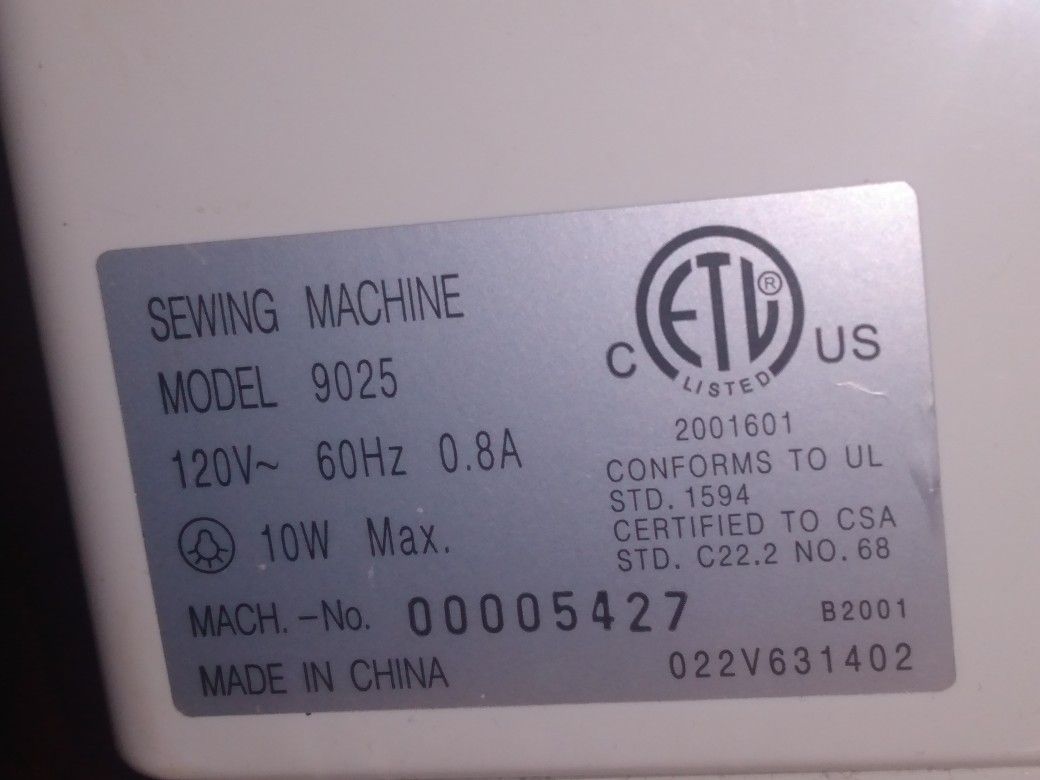 SEWING MACHINE
MODEL 9025
120V~ 60Hz 0.8A
10W Max.
MACH. -No. 00005427
MADE IN CHINA
ETL ®
C US
LISTED
2001601
CONFORMS TO UL
STD. 1594
CERTIFIED TO CSA
STD. C22.2 NO. 68
B2001
022V631402